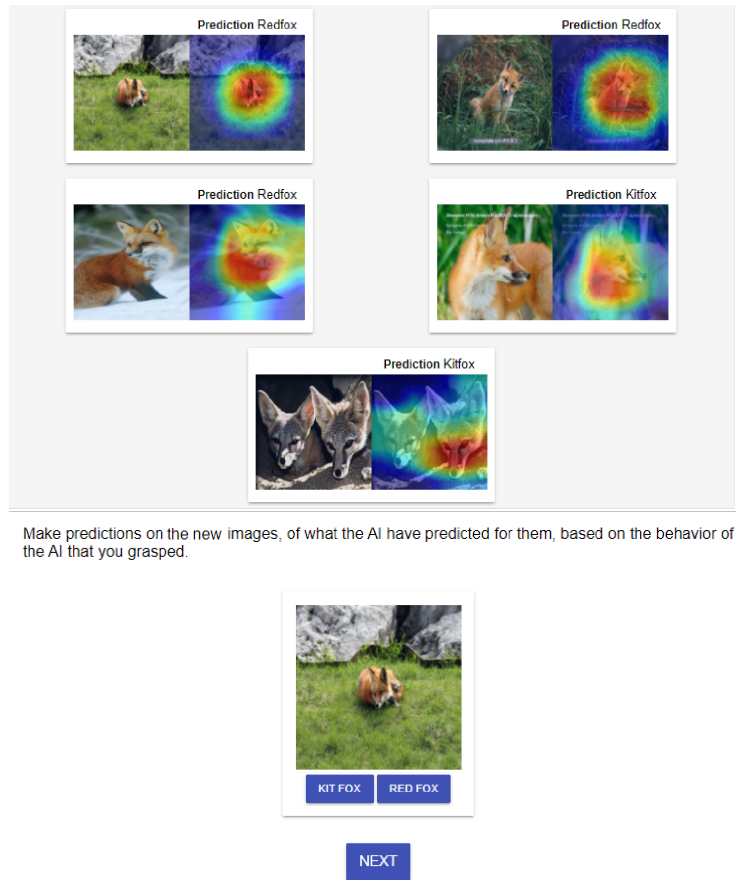 Prediction Redfox
Prediction Redfox
Prediction Redfox
Prediction Kitfox
Prediction Kitfox
Make predictions on the new images, of what the AI have predicted for them, based on the behavior of
the AI that you grasped.
KIT FOX
RED FOX
NEXT